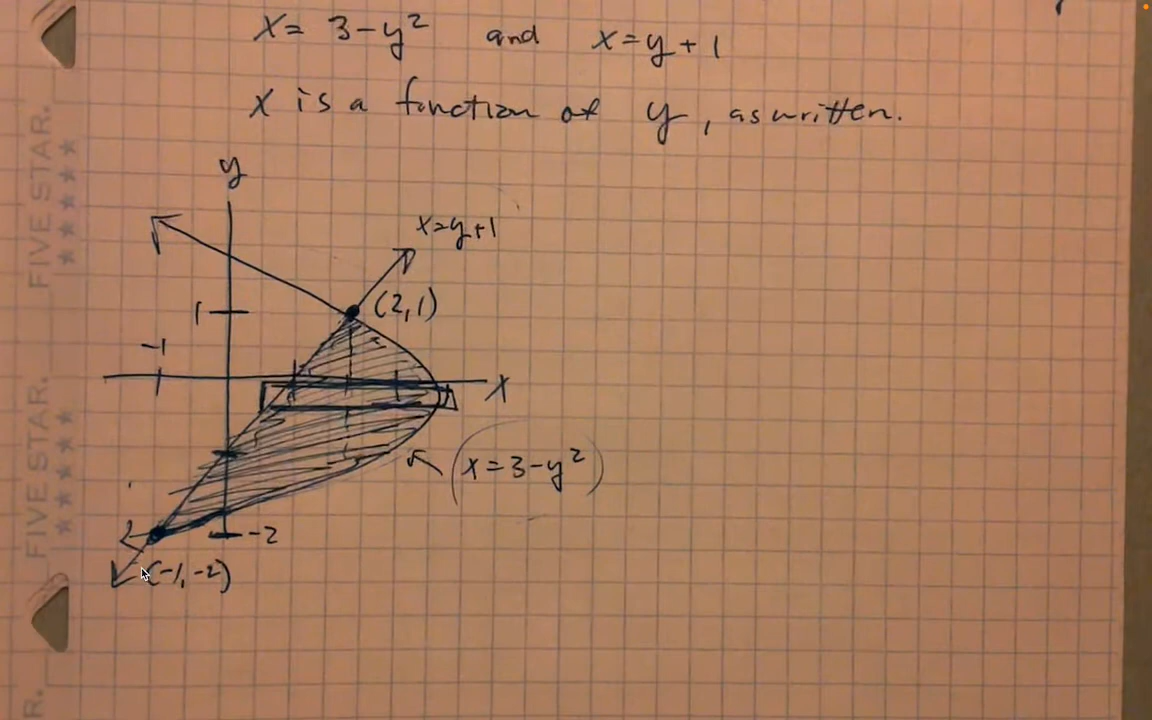 x = 3 - y² and x = y + 1
x is a function of y, as written.
y
x = y + 1
1
(2, 1)
-1
x
(x = 3 - y²)
-2
(-1, -2)
FIVE STAR.
★★★★★
FIVE STAR.
★★★★★
R.